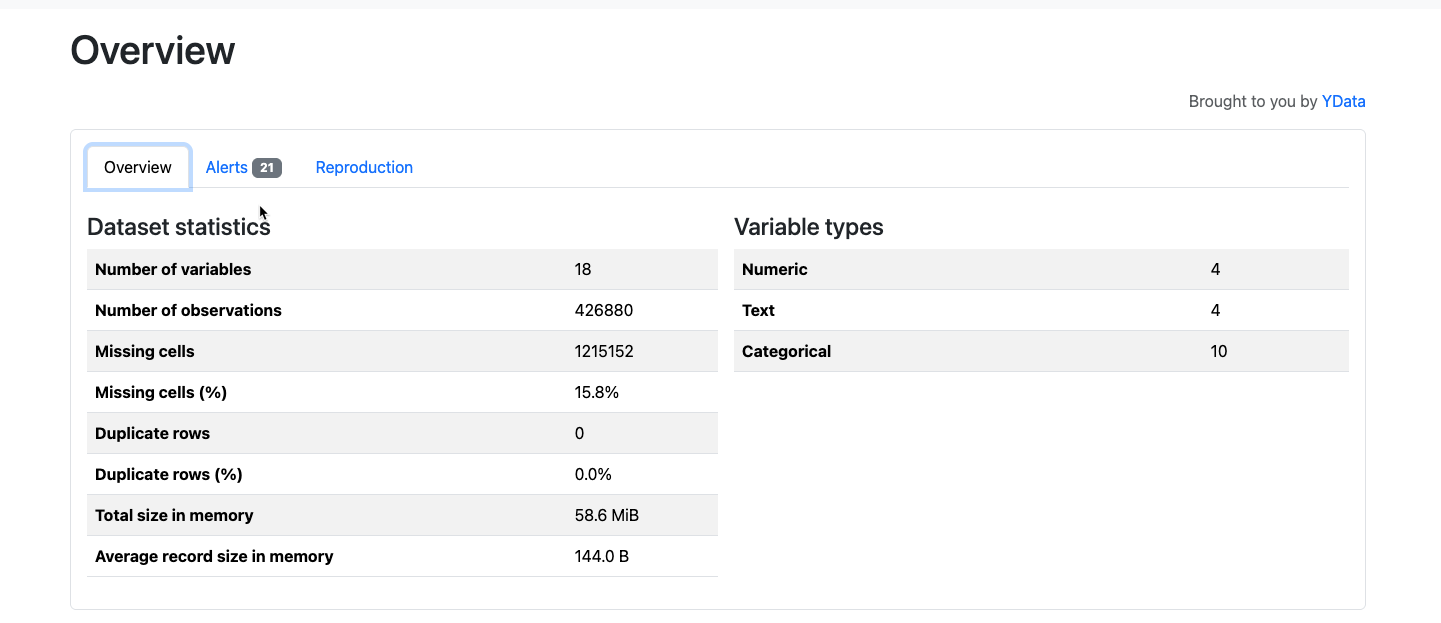 Overview
Brought to you by YData
Overview Alerts 21 Reproduction
Dataset statistics
Number of variables 18
Number of observations 426880
Missing cells 1215152
Missing cells (%) 15.8%
Duplicate rows 0
Duplicate rows (%) 0.0%
Total size in memory 58.6 MiB
Average record size in memory 144.0 B
Variable types
Numeric 4
Text 4
Categorical 10